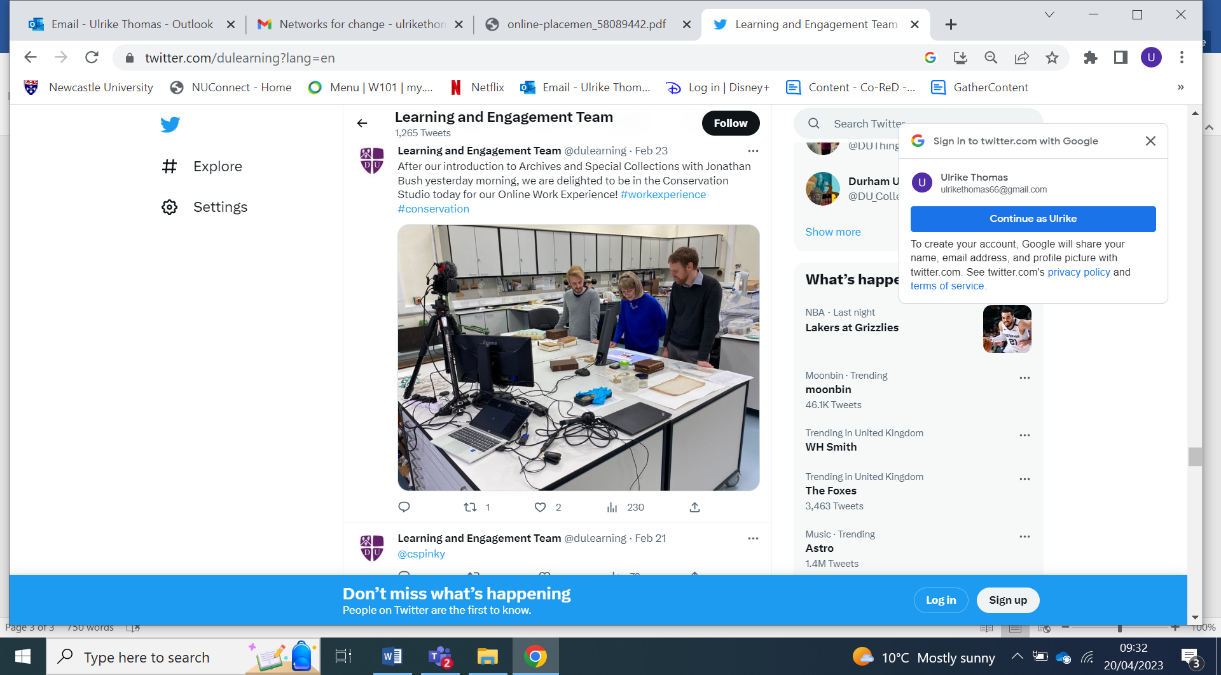 Email - Ulrike Thomas - Outlook
Networks for change - ulrikethor
online-placemen_58089442.pdf
Learning and Engagement Team
twitter.com/dulearning?lang=en
U
Newcastle University
NUConnect - Home
Menu | W101 | my....
Netflix
Email - Ulrike Thom...
Log in | Disney+
Content - Co-ReD -...
GatherContent
»
Explore
Settings
Learning and Engagement Team
1,265 Tweets
Follow
Learning and Engagement Team @dulearning · Feb 23
After our introduction to Archives and Special Collections with Jonathan
Bush yesterday morning, we are delighted to be in the Conservation
Studio today for our Online Work Experience! #workexperience
#conservation
1
2
230
Learning and Engagement Team @dulearning · Feb 21
@cspinky
Search Twitte
@DUThing
Durham U
@DU_Colle
Show more
What's happe
NBA · Last night
Lakers at Grizzlies
Moonbin · Trending
moonbin
46.1K Tweets
Trending in United Kingdom
WH Smith
Trending in United Kingdom
The Foxes
3,463 Tweets
Music · Trending
Astro
1.4M Tweets
Sign in to twitter.com with Google
U
Ulrike Thomas
ulrikethomas66@gmail.com
Continue as Ulrike
To create your account, Google will share your
name, email address, and profile picture with
twitter.com. See twitter.com's privacy policy and
terms of service.
Don't miss what's happening
People on Twitter are the first to know.
Log in
Sign up
Page 3 of 3
750 words
100%
Type here to search
2
10°C Mostly sunny
09:32
20/04/2023
3